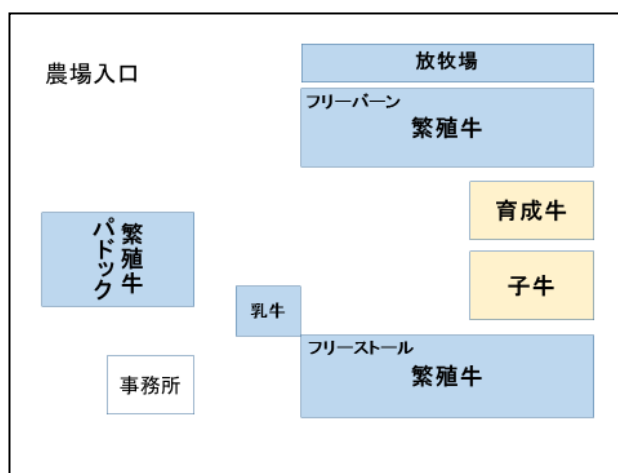 農場入口
放牧場
フリーバーン
繁殖牛
育成牛
繁殖牛
パドック
子牛
乳牛
フリーストール
繁殖牛
事務所